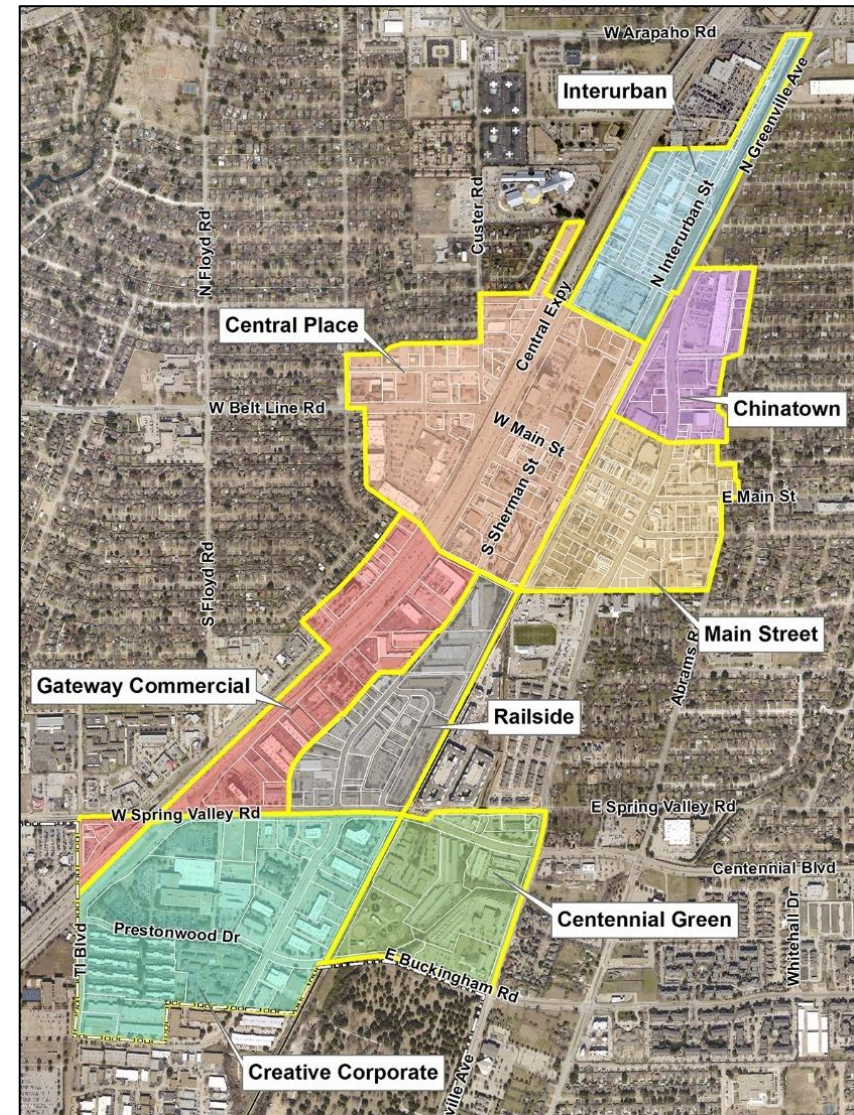 W Arapaho Rd
Interurban
N Greenville Ave
N Floyd Rd
Custer Rd
N Interurban St
Central Expy
Central Place
W Belt Line Rd
Chinatown
W Main St
S Sherman St
E Main St
S Floyd Rd
Main Street
Abrams R
Gateway Commercial
Railside
W Spring Valley Rd
E Spring Valley Rd
Centennial Blvd
Centennial Green
Prestonwood Dr
TI Blvd
E Buckingham Rd
Whitehall Dr
Creative Corporate
ville Ave